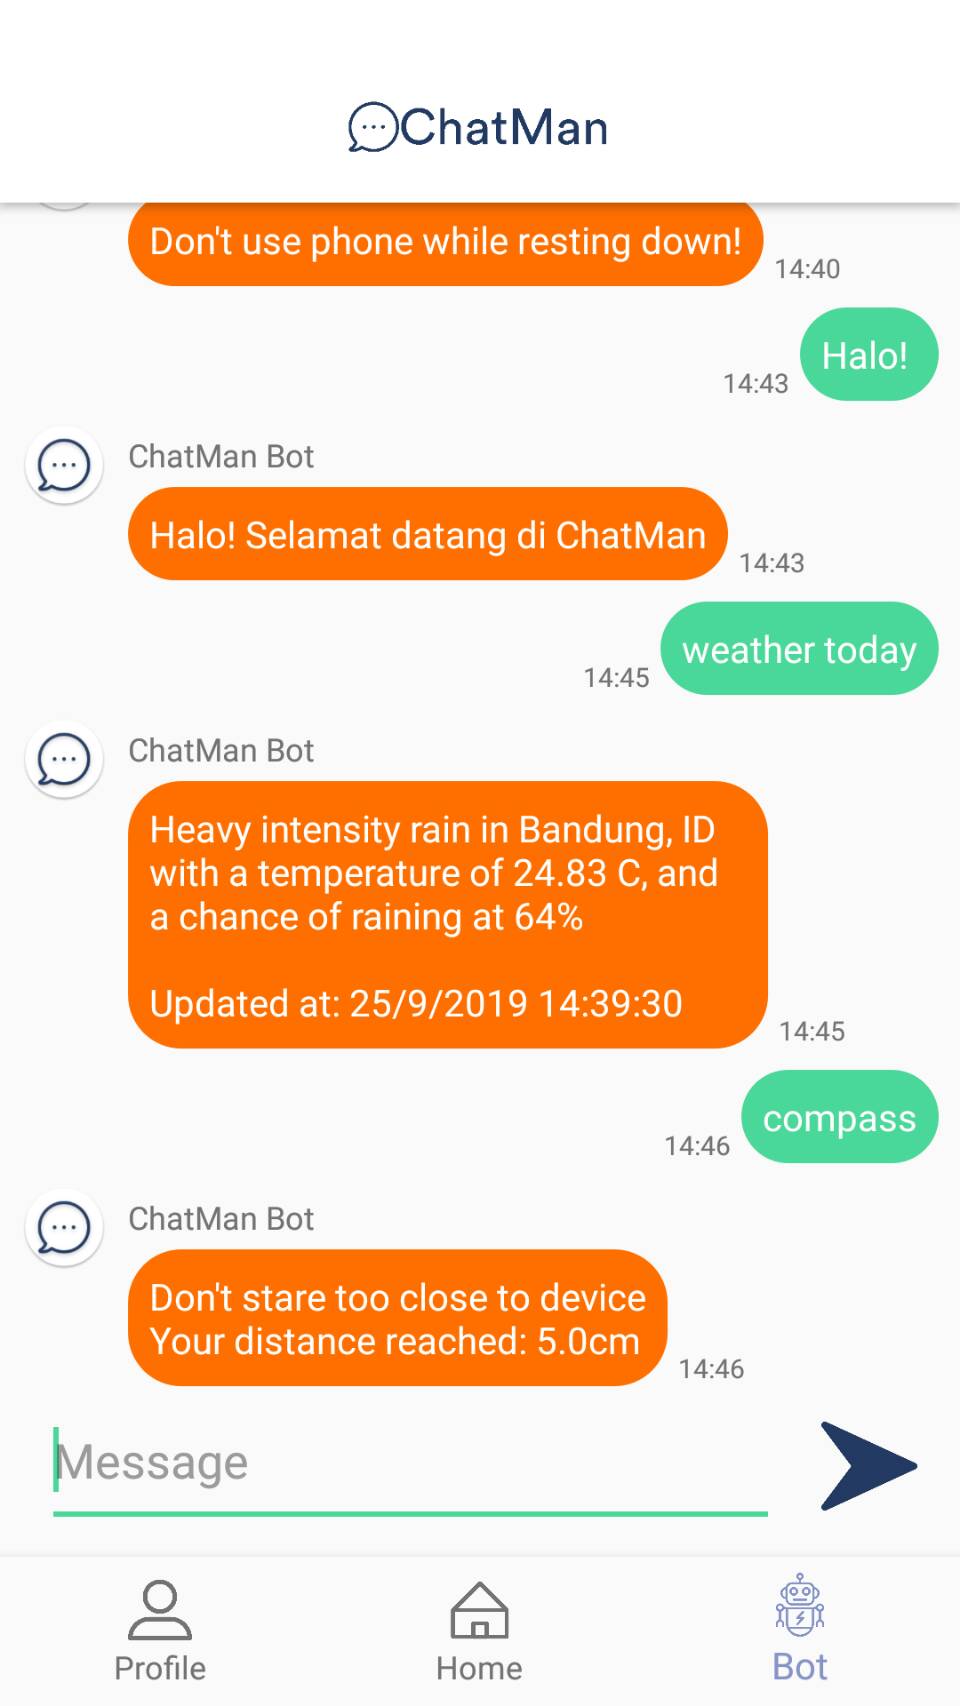 ChatMan
Don't use phone while resting down!
14:40
Halo!
14:43
ChatMan Bot
Halo! Selamat datang di ChatMan
14:43
weather today
14:45
ChatMan Bot
Heavy intensity rain in Bandung, ID
with a temperature of 24.83 C, and
a chance of raining at 64%
Updated at: 25/9/2019 14:39:30
14:45
compass
14:46
ChatMan Bot
Don't stare too close to device
Your distance reached: 5.0cm
14:46
Message
Profile
Home
Bot